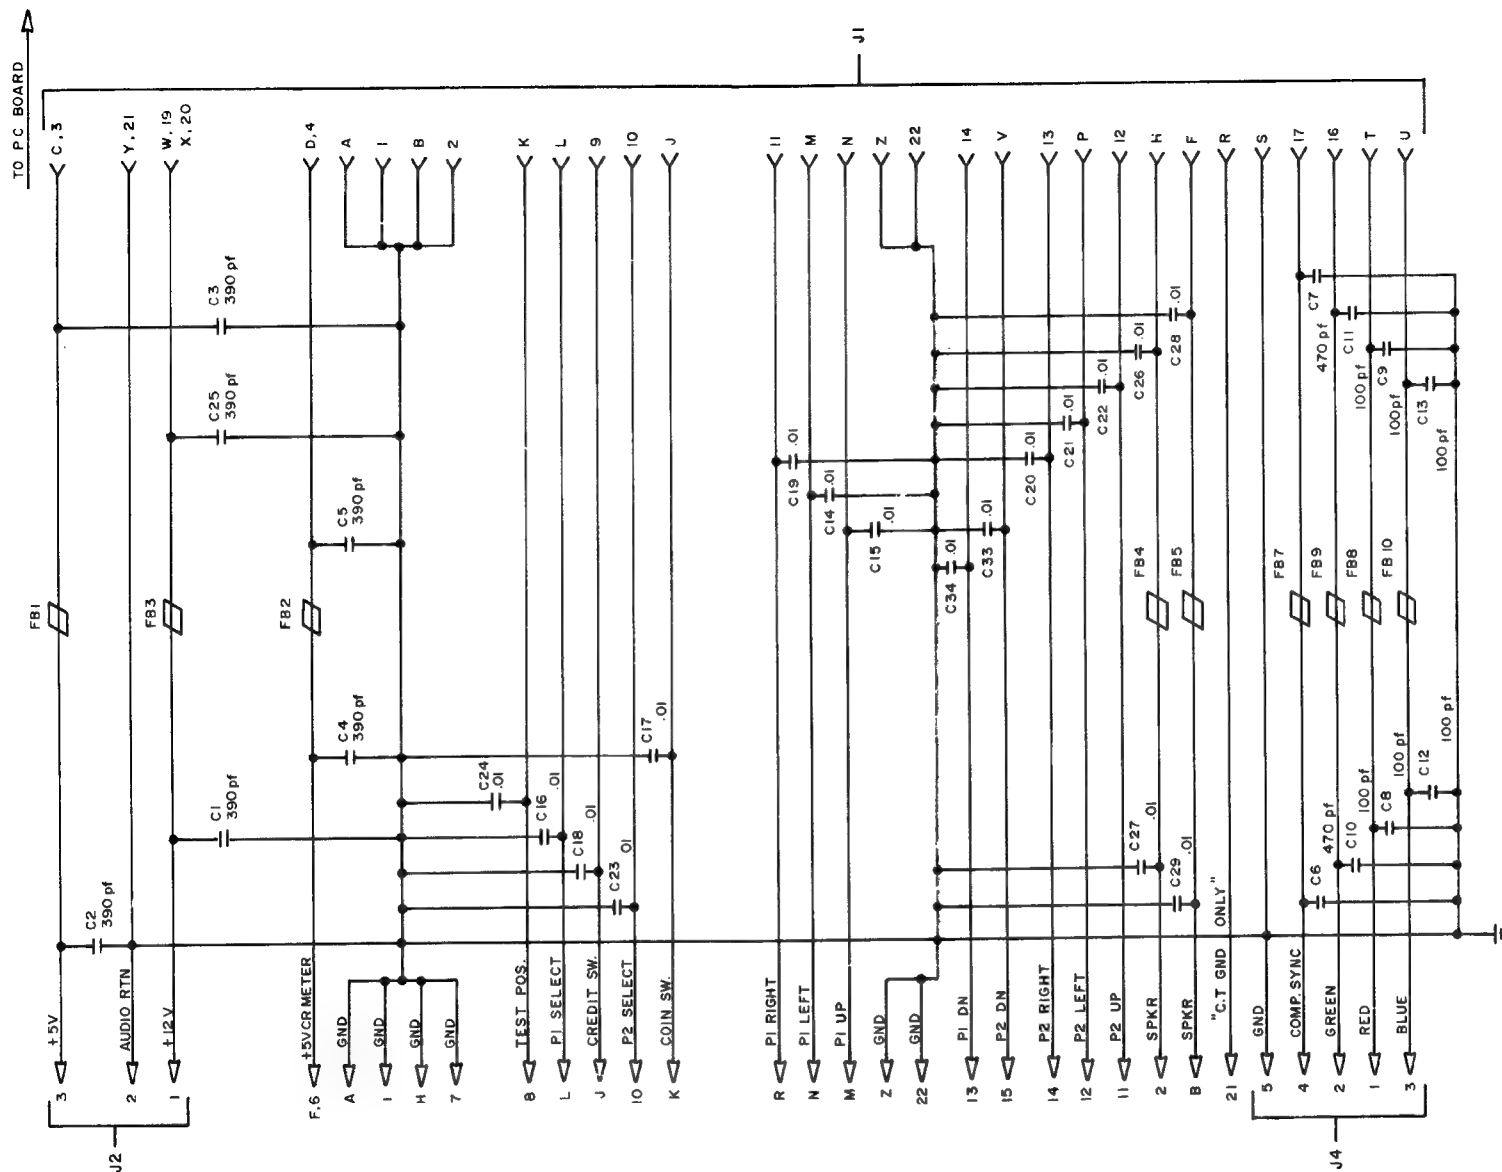 TO P.C BOARD
J1
C, 3
Y, 21
W, 19
X, 20
D, 4
A
1
B
2
K
L
9
10
J
11
M
N
Z
22
14
V
13
P
12
H
F
R
S
17
16
T
U
C3
390 pf
C25
390 pf
C5
390 pf
FB1
FB3
FB2
C4
390 pf
C1
390 pf
C2
390 pf
C17
.01
C24
.01
C16
.01
C18
.01
C23
.01
C19
.01
C14
.01
C15
.01
C34
.01
C33
.01
C20
.01
C21
.01
C22
.01
C26
.01
C28
.01
C7
470 pf
C11
100 pf
C9
100 pf
C13
100 pf
FB4
FB5
FB7
FB9
FB8
FB10
C27
.01
C29
.01
C6
470 pf
C10
100 pf
C8
100 pf
C12
100 pf
+5V
AUDIO RTN
+12V
+5VCR METER
GND
GND
GND
GND
TEST POS.
P1 SELECT
CREDIT SW.
P2 SELECT
COIN SW.
P1 RIGHT
P1 LEFT
P1 UP
GND
GND
P1 DN
P2 DN
P2 RIGHT
P2 LEFT
P2 UP
SPKR
SPKR
"C.T GND ONLY"
GND
COMP. SYNC
GREEN
RED
BLUE
3
2
1
F, 6
A
1
H
7
8
L
J
10
K
R
N
M
Z
22
13
15
14
12
11
2
B
21
5
4
2
1
3
J2
J4